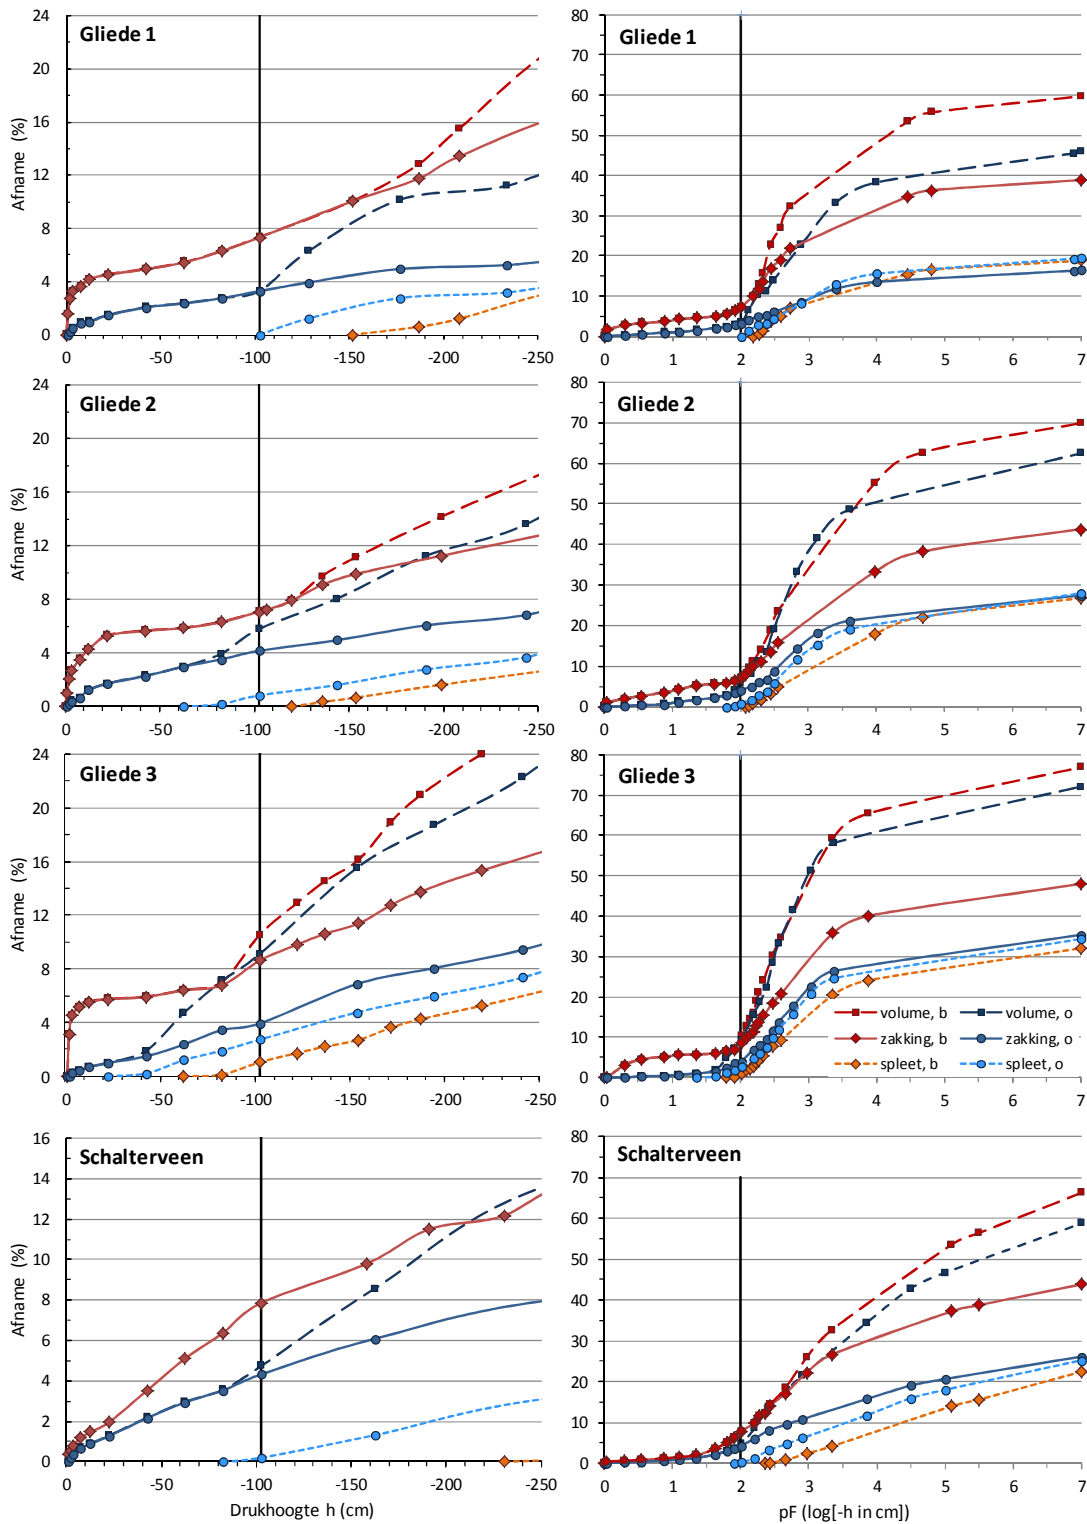 Gliede 1
Afname (%)
24
20
16
12
8
4
0
0 -50 -100 -150 -200 -250
Gliede 1
80
70
60
50
40
30
20
10
0
0 1 2 3 4 5 6 7
Gliede 2
Afname (%)
24
20
16
12
8
4
0
0 -50 -100 -150 -200 -250
Gliede 2
80
70
60
50
40
30
20
10
0
0 1 2 3 4 5 6 7
Gliede 3
Afname (%)
24
20
16
12
8
4
0
0 -50 -100 -150 -200 -250
Gliede 3
80
70
60
50
40
30
20
10
0
volume, b volume, o
zakking, b zakking, o
spleet, b spleet, o
0 1 2 3 4 5 6 7
Schalterveen
Afname (%)
16
14
12
10
8
6
4
2
0
0 -50 -100 -150 -200 -250
Drukhoogte h (cm)
Schalterveen
80
70
60
50
40
30
20
10
0
0 1 2 3 4 5 6 7
pF (log[-h in cm])